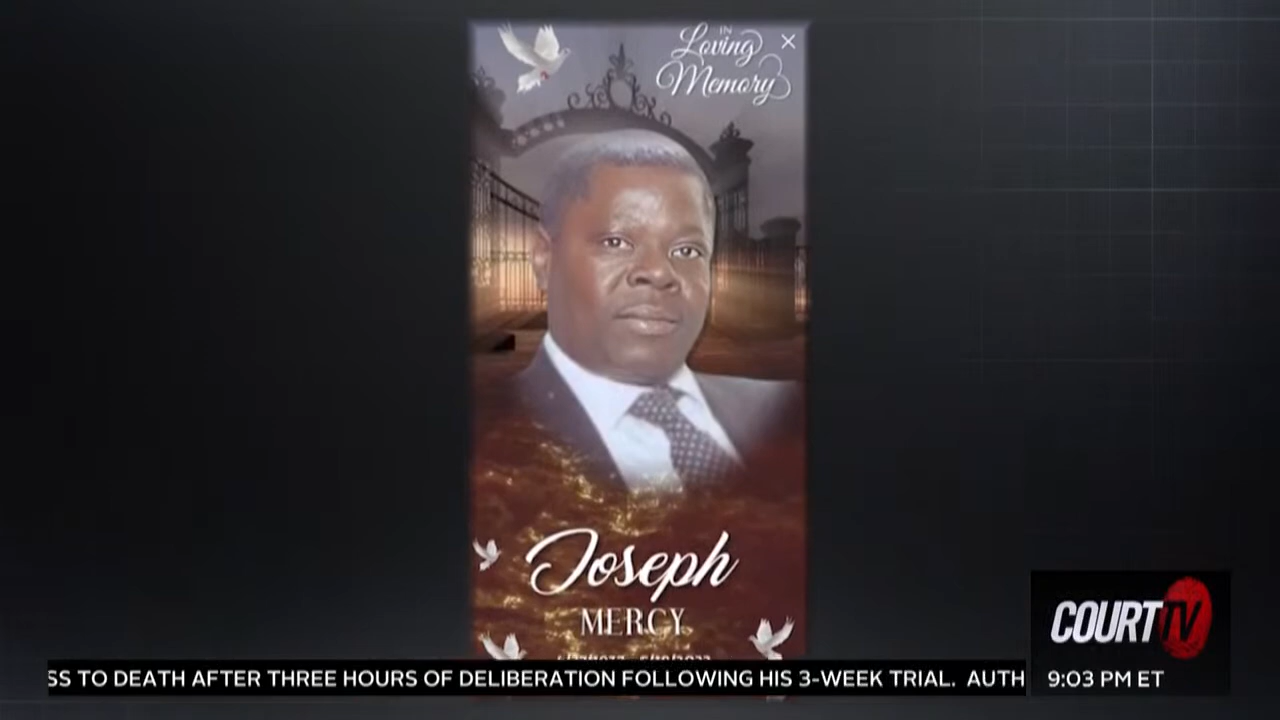 IN
Loving
Memory
Joseph
MERCY
SS TO DEATH AFTER THREE HOURS OF DELIBERATION FOLLOWING HIS 3-WEEK TRIAL. AUTH
COURT TV
9:03 PM ET